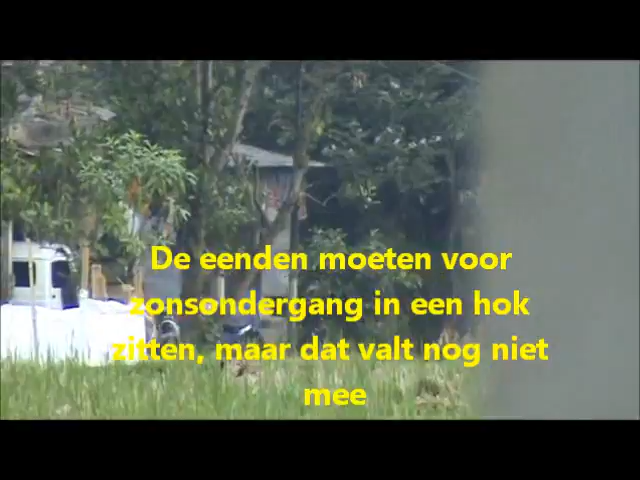 De eenden moeten voor
zonsondergang in een hok
zitten, maar dat valt nog niet
mee